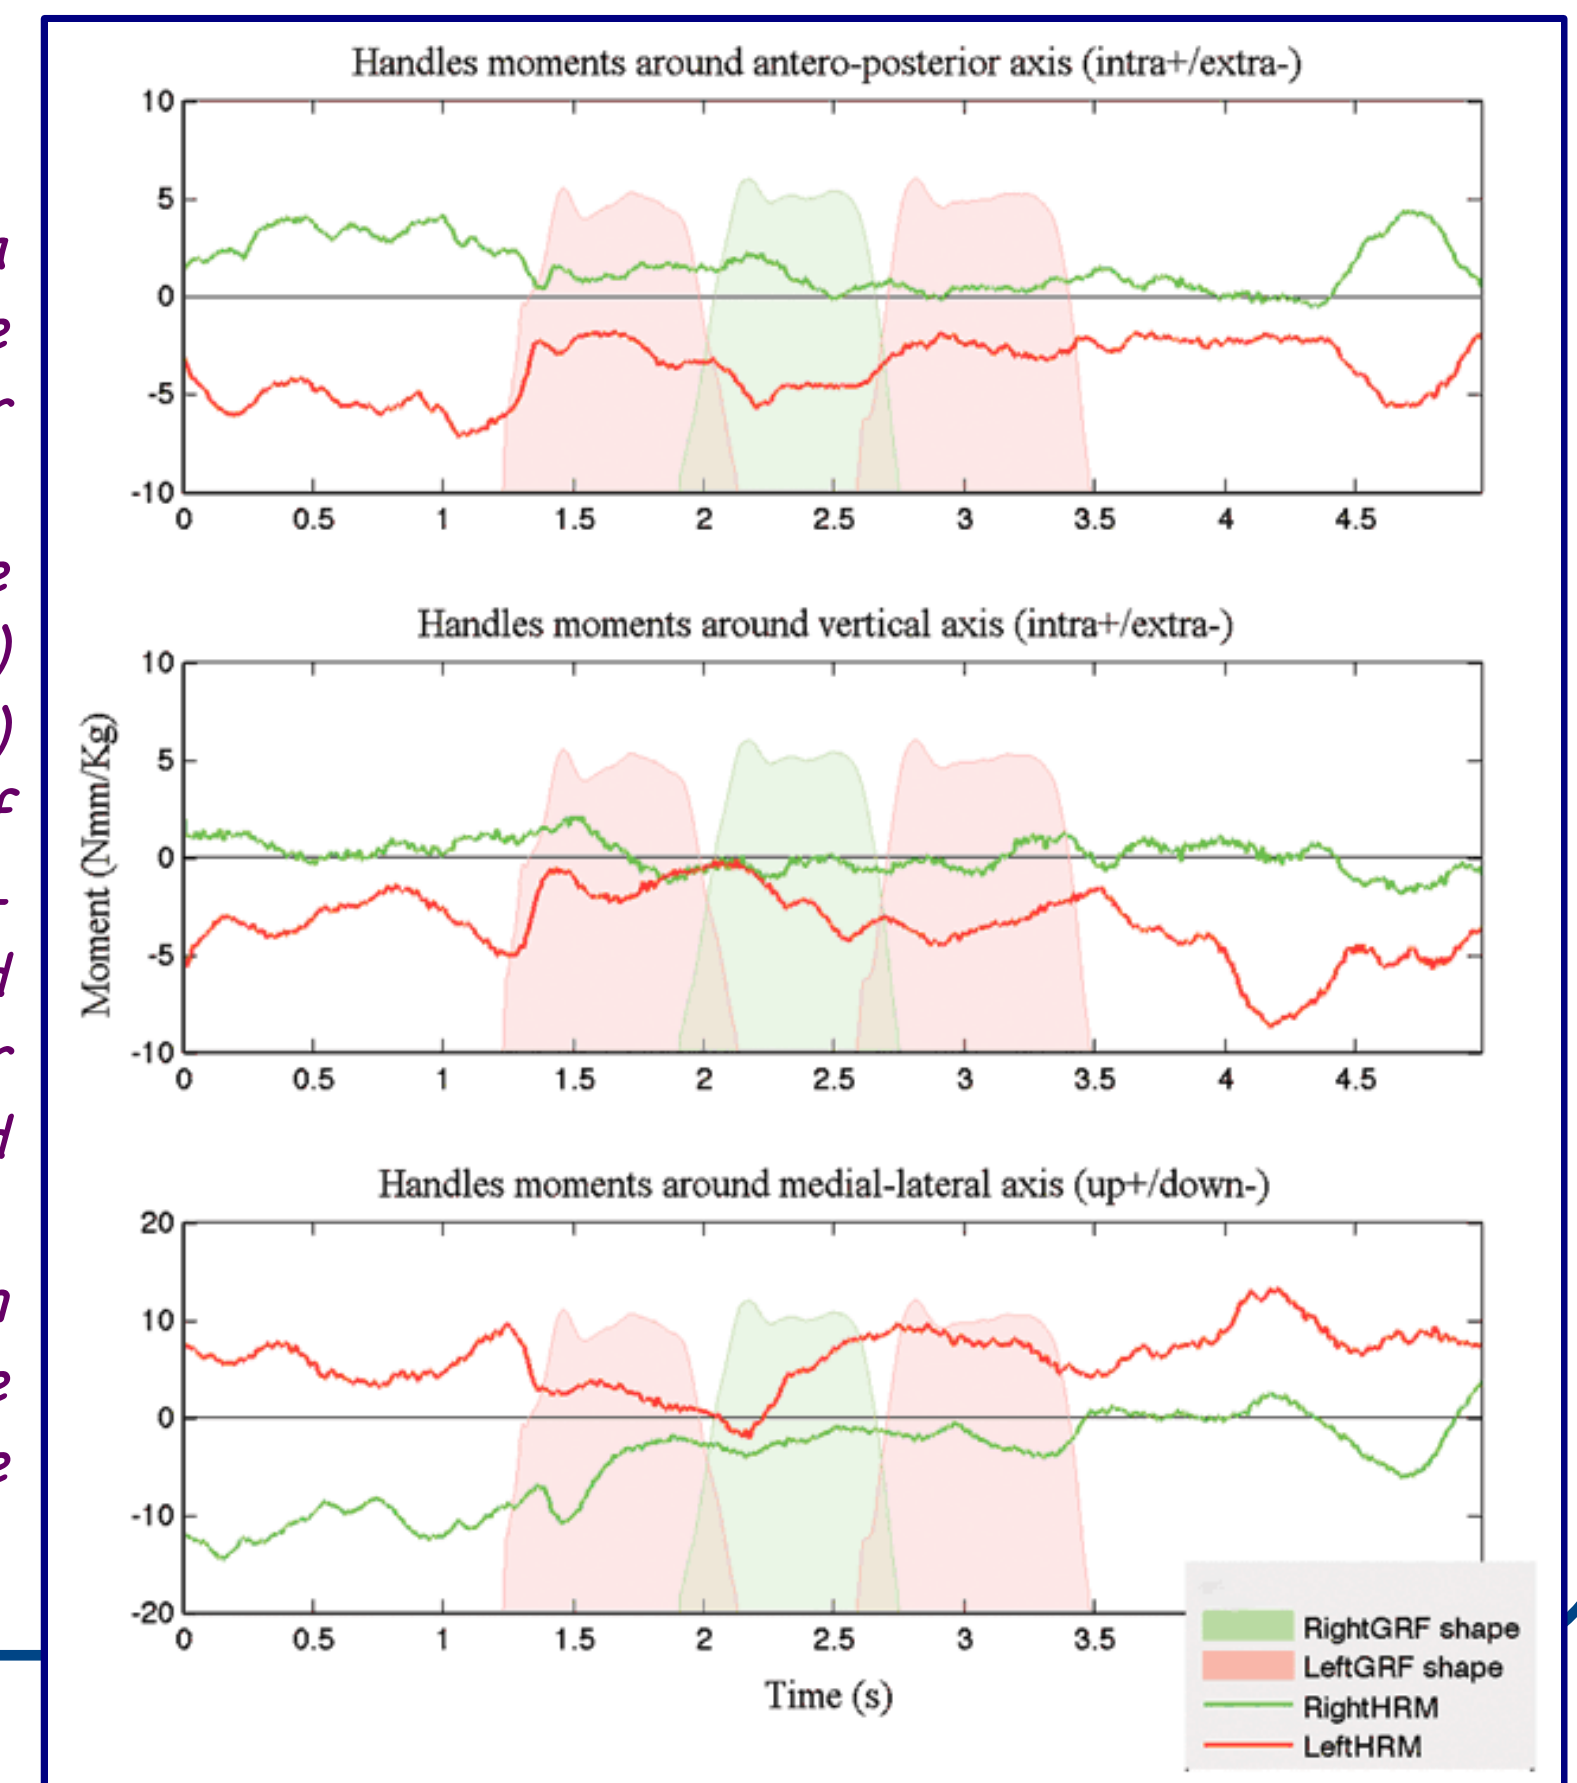 Handles moments around antero-posterior axis (intra+/extra-)
10
5
0
-5
-10
0 0.5 1 1.5 2 2.5 3 3.5 4 4.5
Handles moments around vertical axis (intra+/extra-)
Moment (Nmm/Kg)
10
5
0
-5
-10
0 0.5 1 1.5 2 2.5 3 3.5 4 4.5
Handles moments around medial-lateral axis (up+/down-)
20
10
0
-10
-20
0 0.5 1 1.5 2 2.5 3 3.5
Time (s)
RightGRF shape
LeftGRF shape
RightHRM
LeftHRM